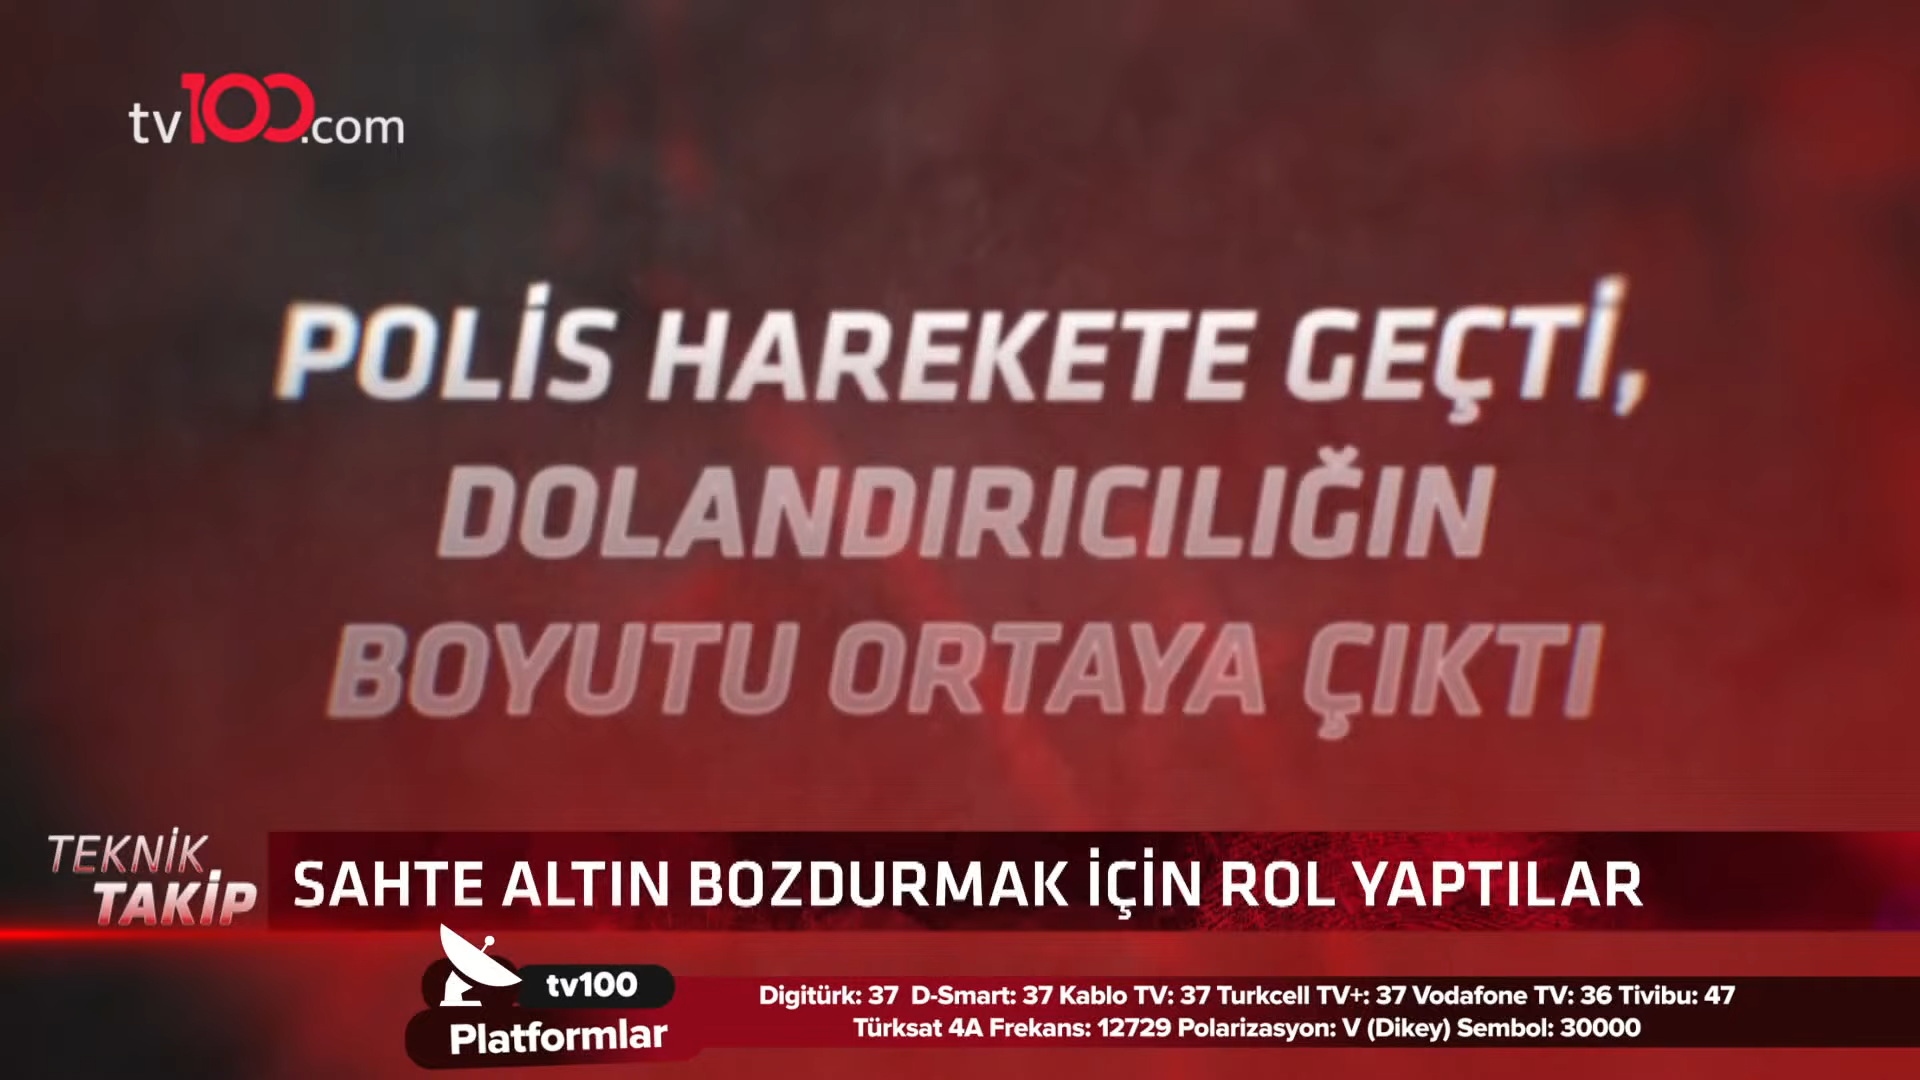 tv100.com
POLİS HAREKETE GEÇTİ,
DOLANDIRICILIĞIN
BOYUTU ORTAYA ÇIKTI
TEKNİK
TAKİP
SAHTE ALTIN BOZDURMAK İÇİN ROL YAPTILAR
tv100
Platformlar
Digitürk: 37 D-Smart: 37 Kablo TV: 37 Turkcell TV+: 37 Vodafone TV: 36 Tivibu: 47
Türksat 4A Frekans: 12729 Polarizasyon: V (Dikey) Sembol: 30000